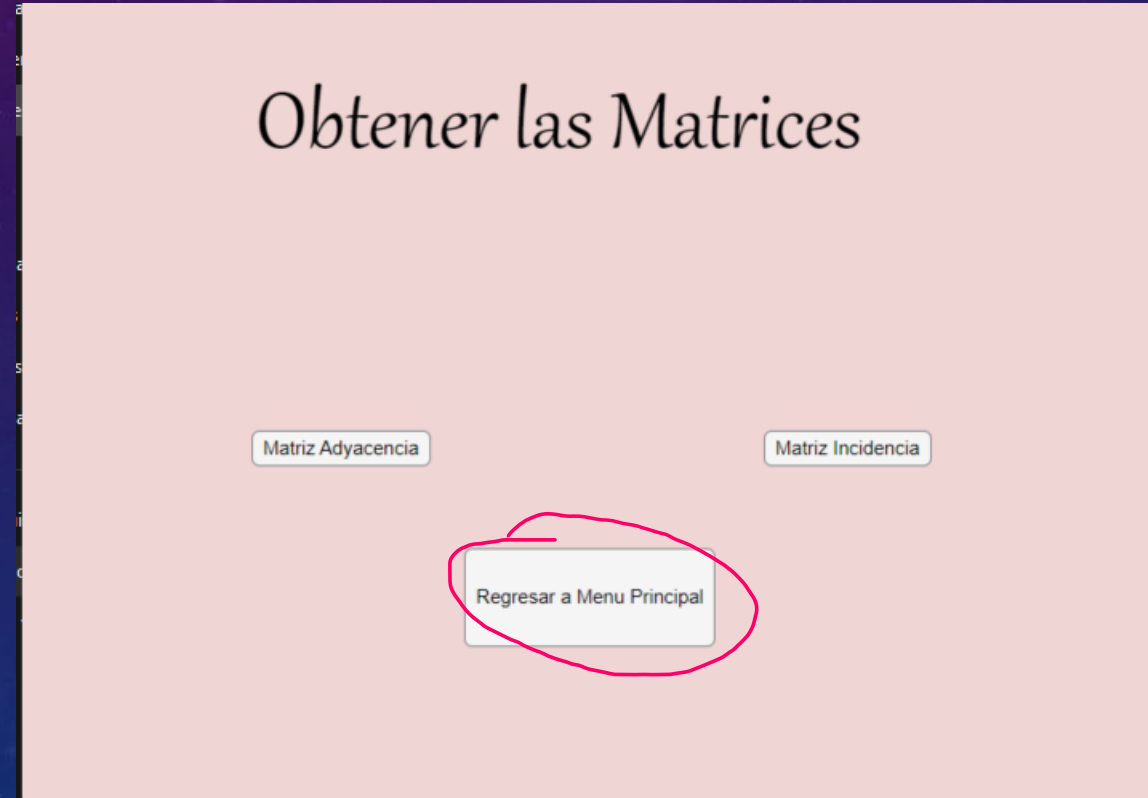 Obtener las Matrices
Matriz Adyacencia
Matriz Incidencia
Regresar a Menu Principal